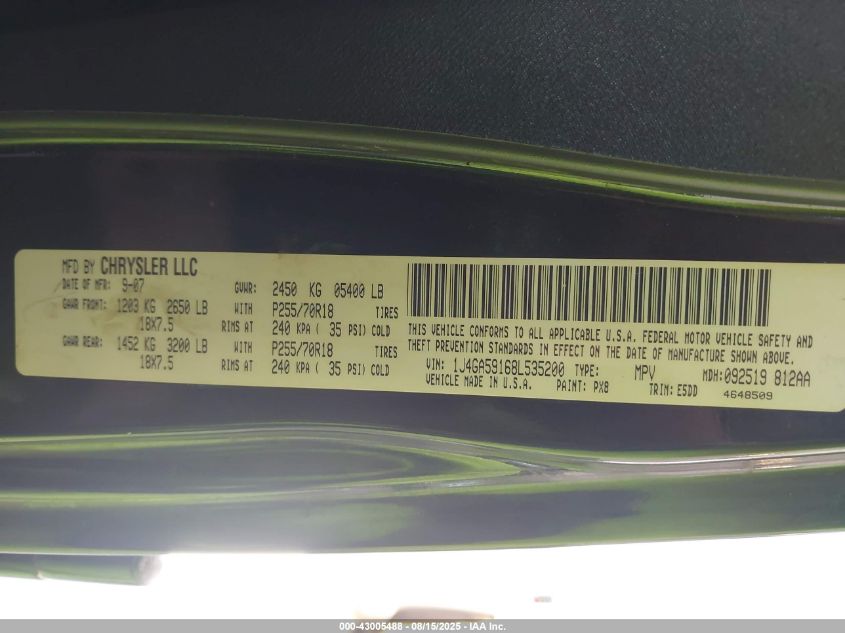 MFD BY CHRYSLER LLC
DATE OF MFR: 9-07
GVWR: 2450 KG 05400 LB
GAWR FRONT: 1203 KG 2650 LB WITH P255/70R18 TIRES
18X7.5 RIMS AT 240 KPA ( 35 PSI) COLD
GAWR REAR: 1452 KG 3200 LB WITH P255/70R18 TIRES
18X7.5 RIMS AT 240 KPA ( 35 PSI) COLD
THIS VEHICLE CONFORMS TO ALL APPLICABLE U.S.A. FEDERAL MOTOR VEHICLE SAFETY AND
THEFT PREVENTION STANDARDS IN EFFECT ON THE DATE OF MANUFACTURE SHOWN ABOVE.
VIN: 1J4GA59168L535200 TYPE: MPV MDH: 092519 812AA
VEHICLE MADE IN U.S.A. PAINT: PX8 TRIM: E5DD 4648509
- 43005488 - 08/15/2025 - IAA Inc.